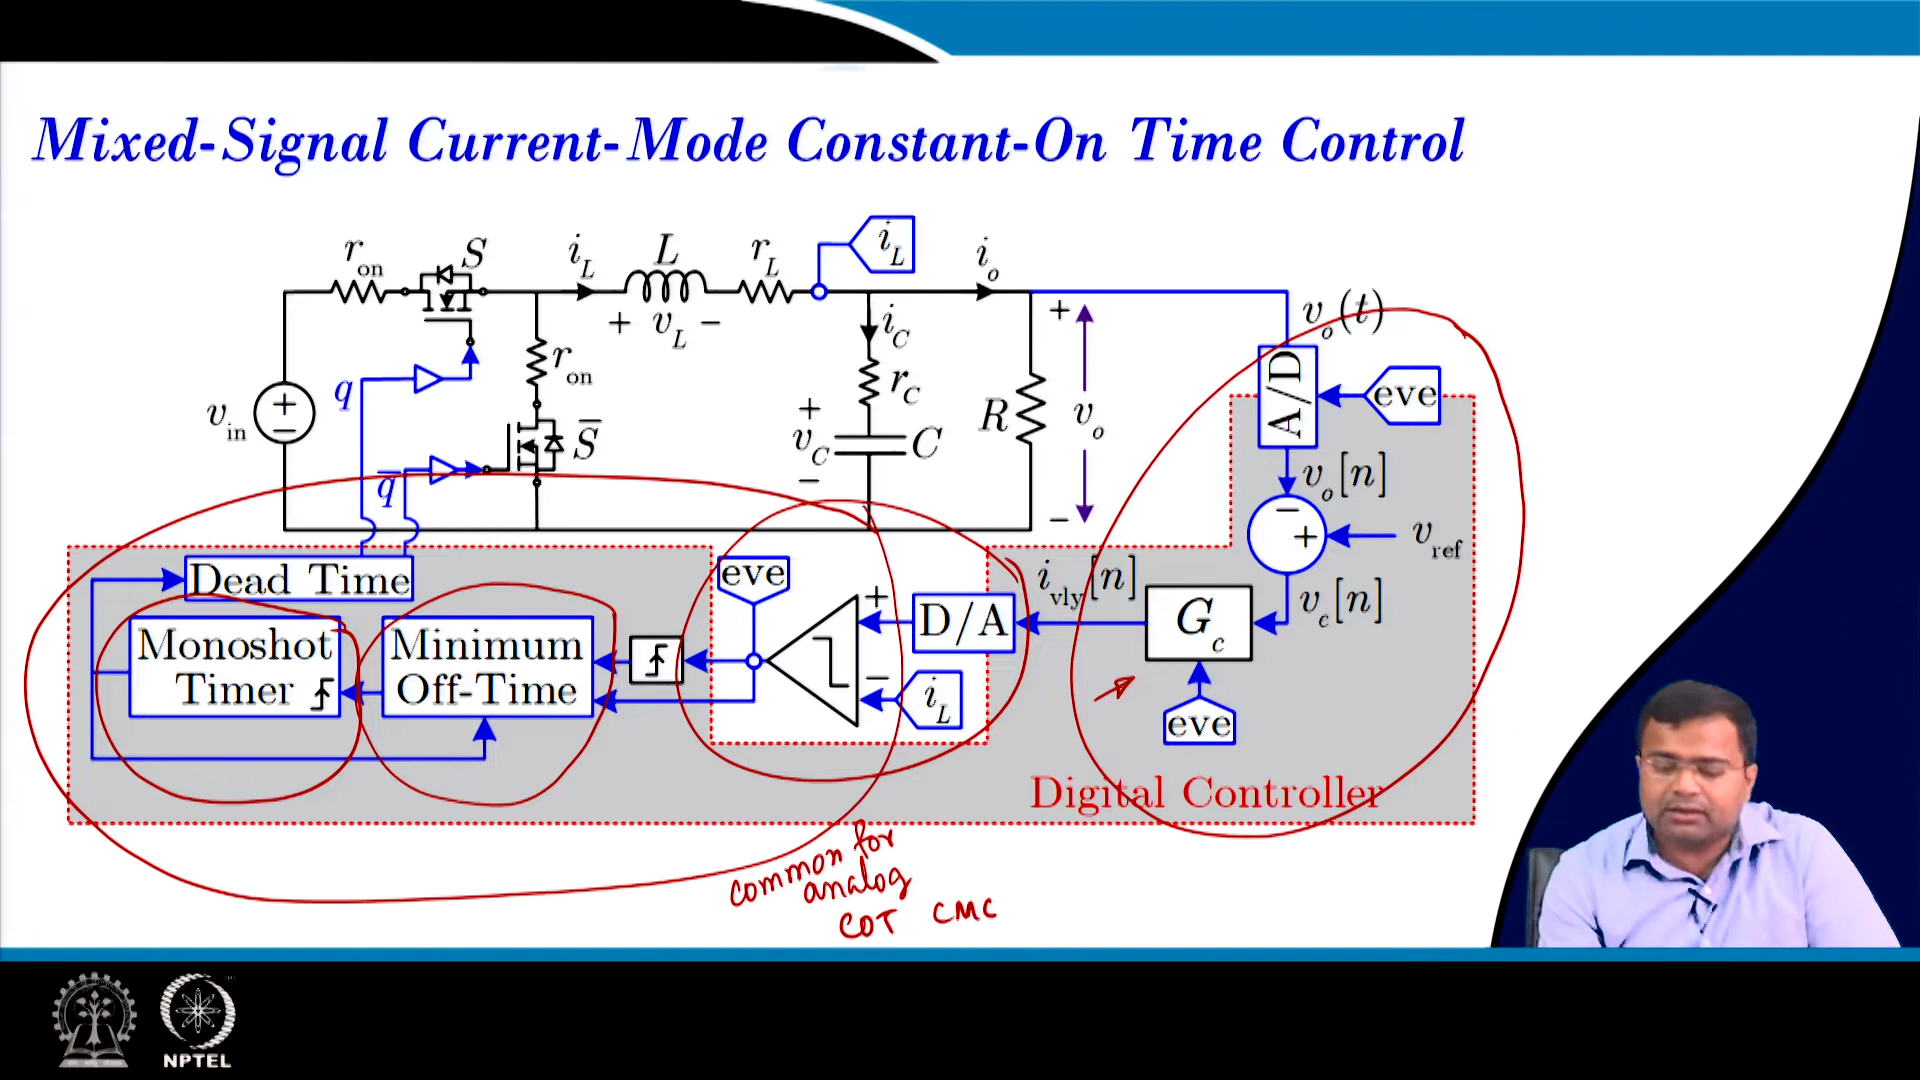 Mixed-Signal Current-Mode Constant-On Time Control
r_on S i_L L r_L i_L i_o
+ v_L − i_C + v_o(t)
q r_on r_C A/D eve
v_in + − + v_C − C R v_o
q̅ S̅ v_o[n]
− + v_ref
Dead Time eve + D/A i_vly[n] G_c v_c[n]
Monoshot Timer
Minimum Off-Time
− i_L
eve
Digital Controller
common for
analog
COT CMC
NPTEL